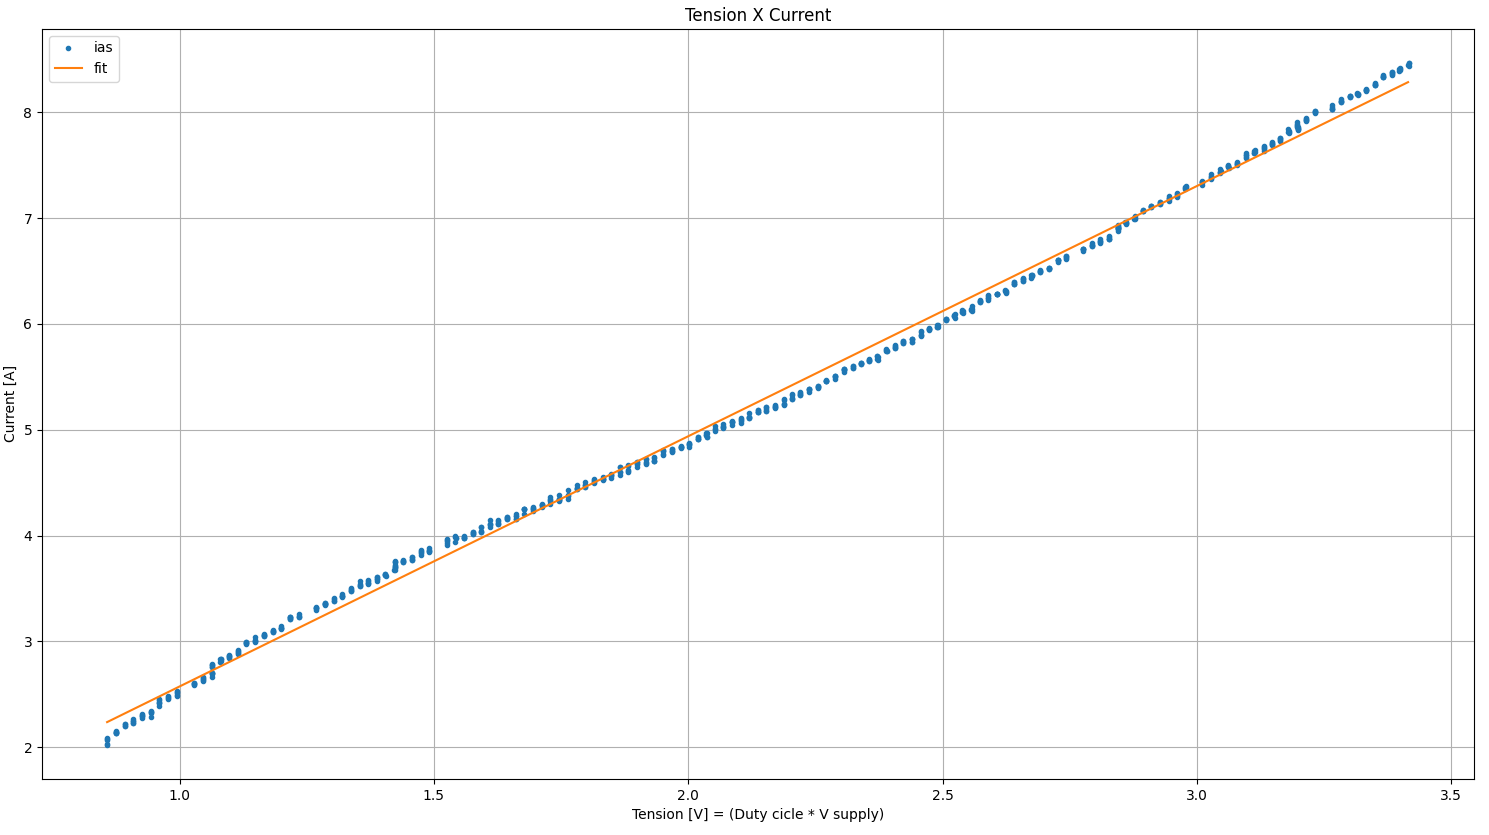 Tension X Current
ias
fit
8
7
6
5
4
3
2
Current [A]
1.0 1.5 2.0 2.5 3.0 3.5
Tension [V] = (Duty cicle * V supply)